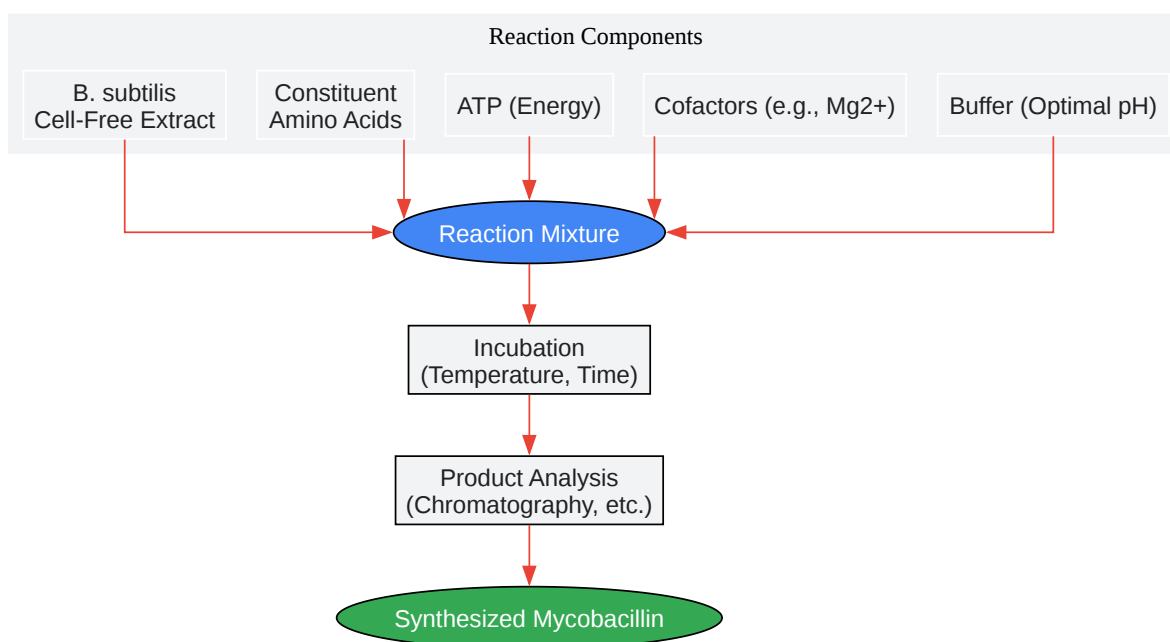 Reaction Components
B. subtilis
Cell-Free Extract
Constituent
Amino Acids
ATP (Energy)
Cofactors (e.g., Mg2+)
Buffer (Optimal pH)
Reaction Mixture
Incubation
(Temperature, Time)
Product Analysis
(Chromatography, etc.)
Synthesized Mycobacillin